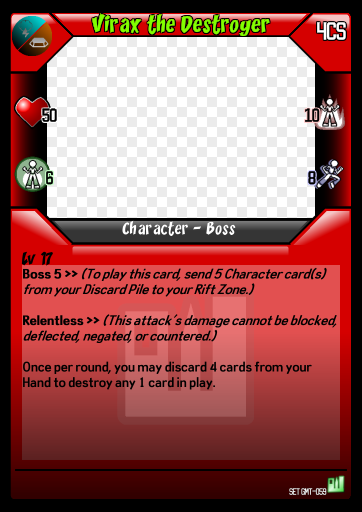 Virax the Destroyer
4CS
50
10
6
8
Character - Boss
Lv 17
Boss 5 >> (To play this card, send 5 Character card(s)
from your Discard Pile to your Rift Zone.)
Relentless >> (This attack's damage cannot be blocked,
deflected, negated, or countered.)
Once per round, you may discard 4 cards from your
Hand to destroy any 1 card in play.
SET GMT-059